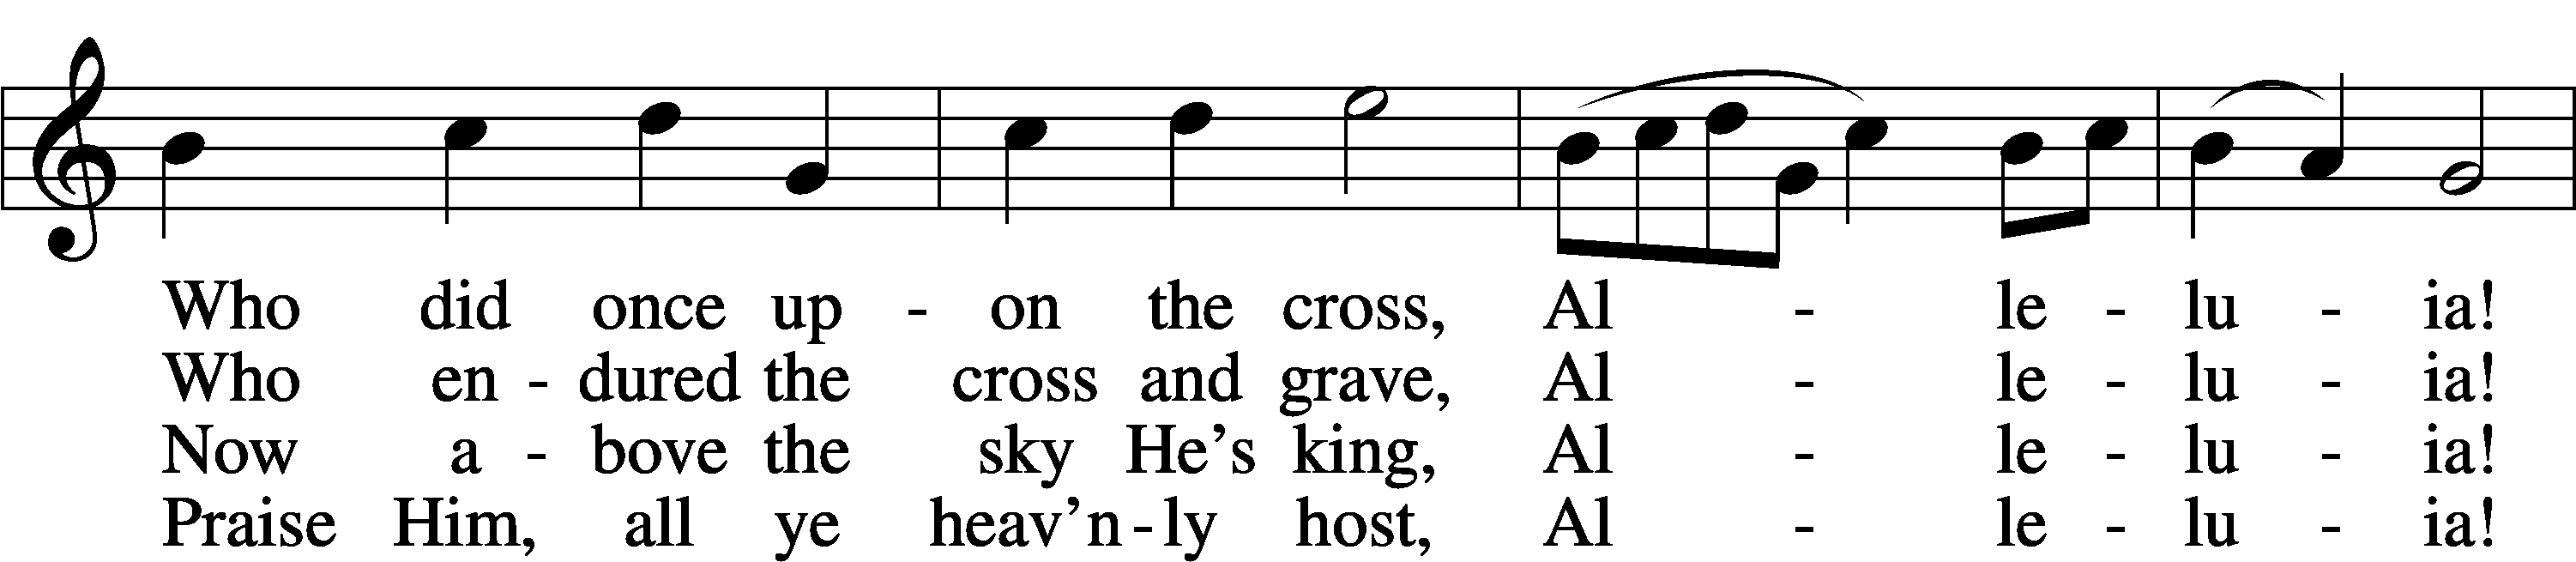 Who did once up - on the cross, Al - le - lu - ia!
Who en - dured the cross and grave, Al - le - lu - ia!
Now a - bove the sky He's king, Al - le - lu - ia!
Praise Him, all ye heav'n - ly host, Al - le - lu - ia!